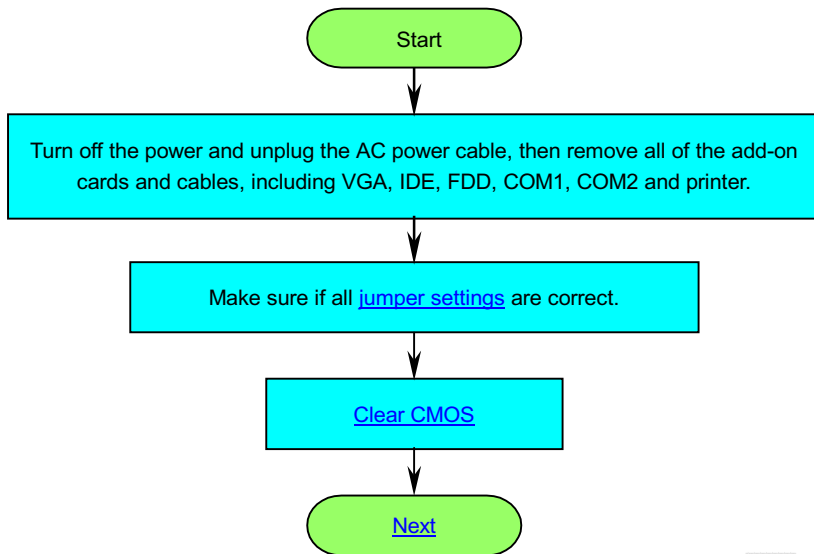 Start
Turn off the power and unplug the AC power cable, then remove all of the add-on
cards and cables, including VGA, IDE, FDD, COM1, COM2 and printer.
Make sure if all jumper settings are correct.
Clear CMOS
Next